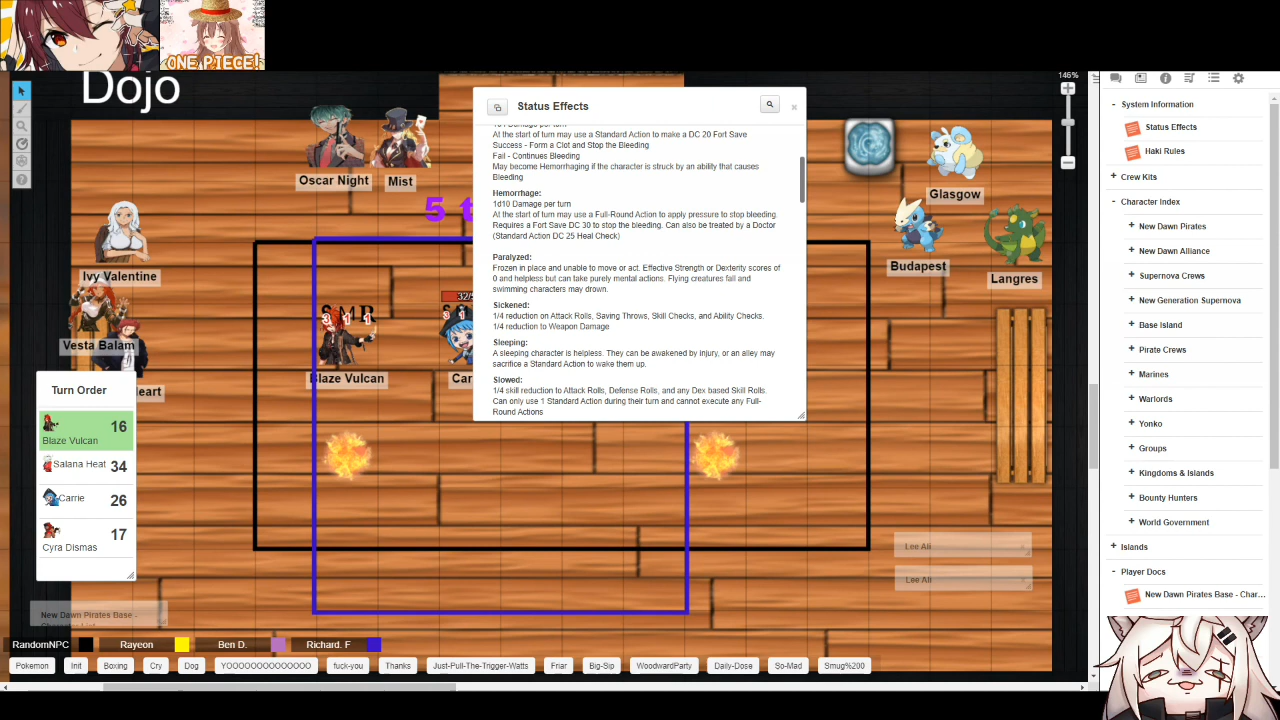 ONE PIECE!
Dojo
146%
Status Effects
At the start of turn may use a Standard Action to make a DC 20 Fort Save
Success - Form a Clot and Stop the Bleeding
Fail - Continues Bleeding
May become Hemorrhaging if the character is struck by an ability that causes
Bleeding
Hemorrhage:
1d10 Damage per turn
At the start of turn may use a Full-Round Action to apply pressure to stop bleeding.
Requires a Fort Save DC 30 to stop the bleeding. Can also be treated by a Doctor
(Standard Action DC 25 Heal Check)
Paralyzed:
Frozen in place and unable to move or act. Effective Strength or Dexterity scores of
0 and helpless but can take purely mental actions. Flying creatures fall and
swimming characters may drown.
Sickened:
1/4 reduction on Attack Rolls, Saving Throws, Skill Checks, and Ability Checks.
1/4 reduction to Weapon Damage
Sleeping:
A sleeping character is helpless. They can be awakened by injury, or an alley may
sacrifice a Standard Action to wake them up.
Slowed:
1/4 skill reduction to Attack Rolls, Defense Rolls, and any Dex based Skill Rolls.
Can only use 1 Standard Action during their turn and cannot execute any Full-
Round Actions
Oscar Night
Mist
5 t
Ivy Valentine
Vesta Balam
eart
32/5
3 1 1
3 1
Blaze Vulcan
Car
Glasgow
Budapest
Langres
Turn Order
Blaze Vulcan 16
Salana Heat 34
Carrie 26
Cyra Dismas 17
Lee Ali
Lee Ali
New Dawn Pirates Base -
RandomNPC
Rayeon
Ben D.
Richard. F
Pokemon
Init
Boxing
Cry
Dog
YOOOOOOOOOOOOO
fuck-you
Thanks
Just-Pull-The-Trigger-Watts
Friar
Big-Sip
WoodwardParty
Daily-Dose
So-Mad
Smug%200
System Information
Status Effects
Haki Rules
Crew Kits
Character Index
New Dawn Pirates
New Dawn Alliance
Supernova Crews
New Generation Supernova
Base Island
Pirate Crews
Marines
Warlords
Yonko
Groups
Kingdoms & Islands
Bounty Hunters
World Government
Islands
Player Docs
New Dawn Pirates Base - Char...